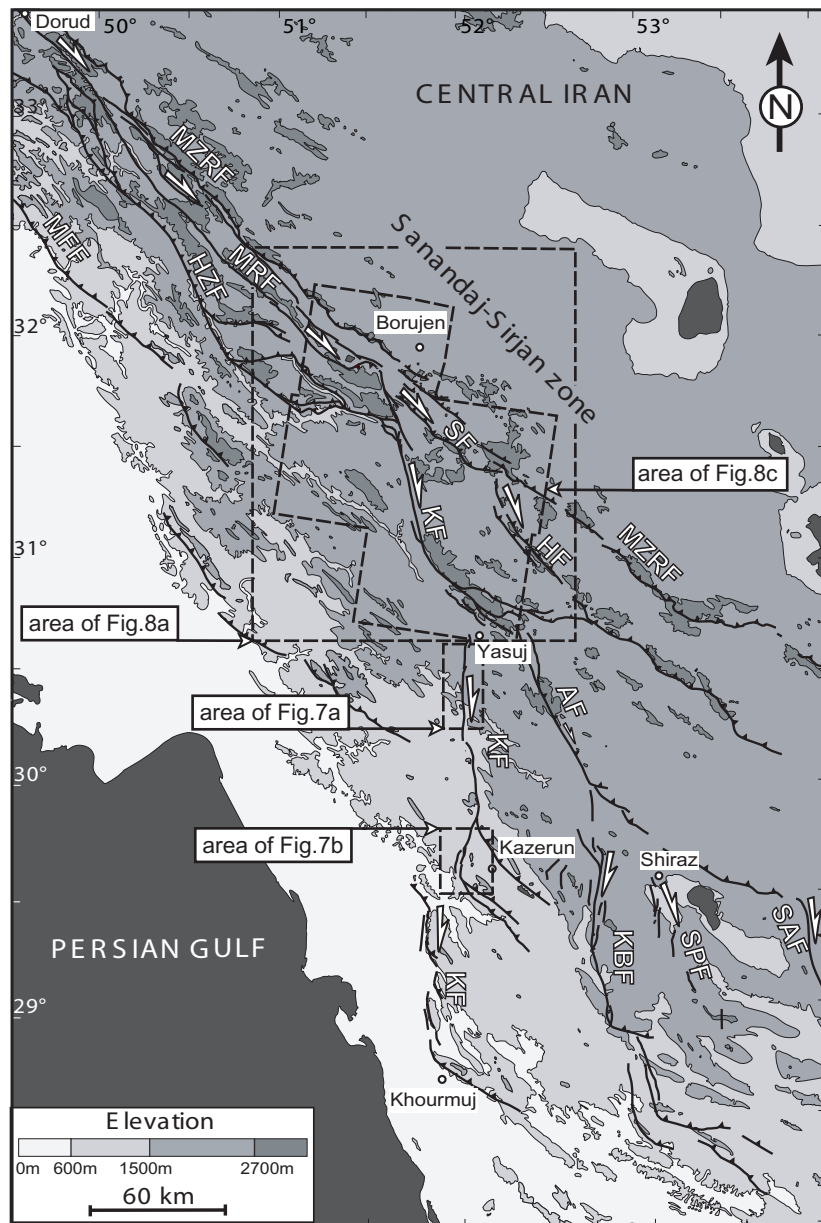 Dorud
50°
51°
52°
53°
CENTRAL IRAN
N
33°
MZRF
MFF
HZF
MRF
Sanandaj-Sirjan zone
32°
Borujen
SF
area of Fig.8c
KF
HF
MZRF
31°
area of Fig.8a
Yasuj
area of Fig.7a
AF
KF
30°
area of Fig.7b
Kazerun
Shiraz
PERSIAN GULF
KF
KBF
SPF
SAF
29°
Khourmuj
Elevation
0m 600m 1500m 2700m
60 km